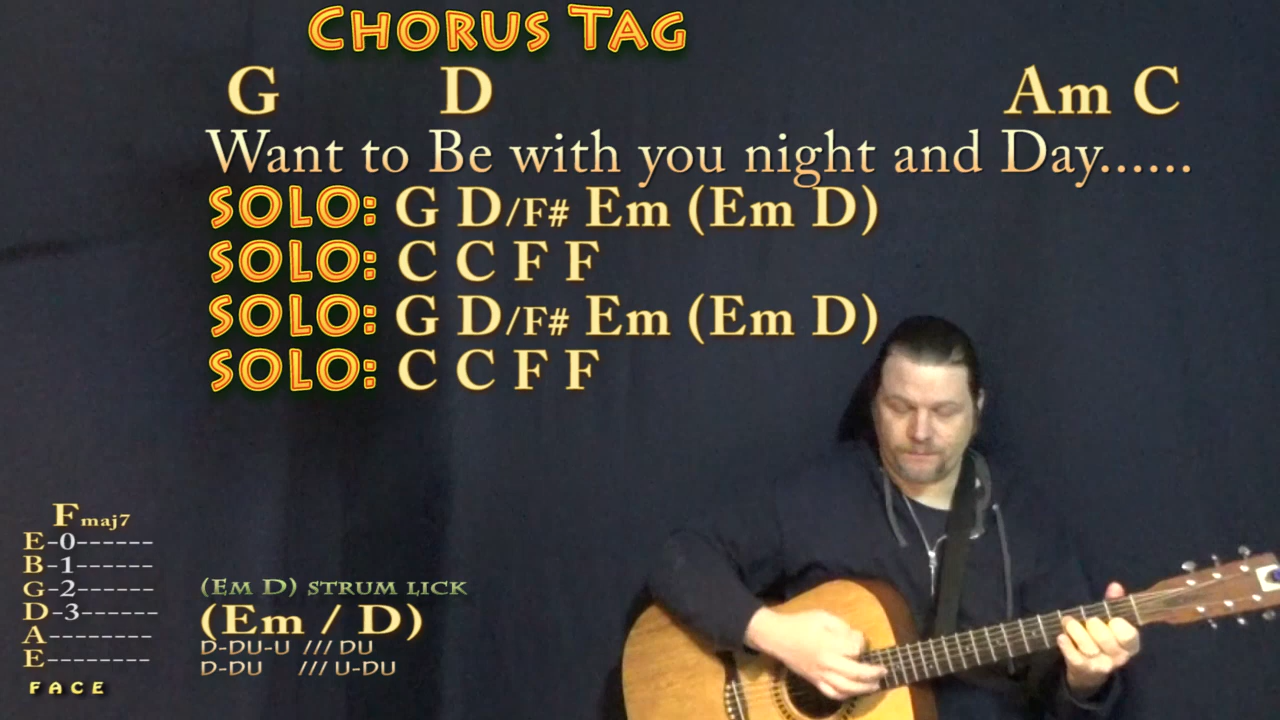 CHORUS TAG
G D Am C
Want to Be with you night and Day......
SOLO: G D/F# Em (Em D)
SOLO: C C F F
SOLO: G D/F# Em (Em D)
SOLO: C C F F
Fmaj7
E-0------
B-1------
G-2------
D-3------
A--------
E--------
F A C E
(EM D) STRUM LICK
(Em / D)
D-DU-U /// DU
D-DU /// U-DU